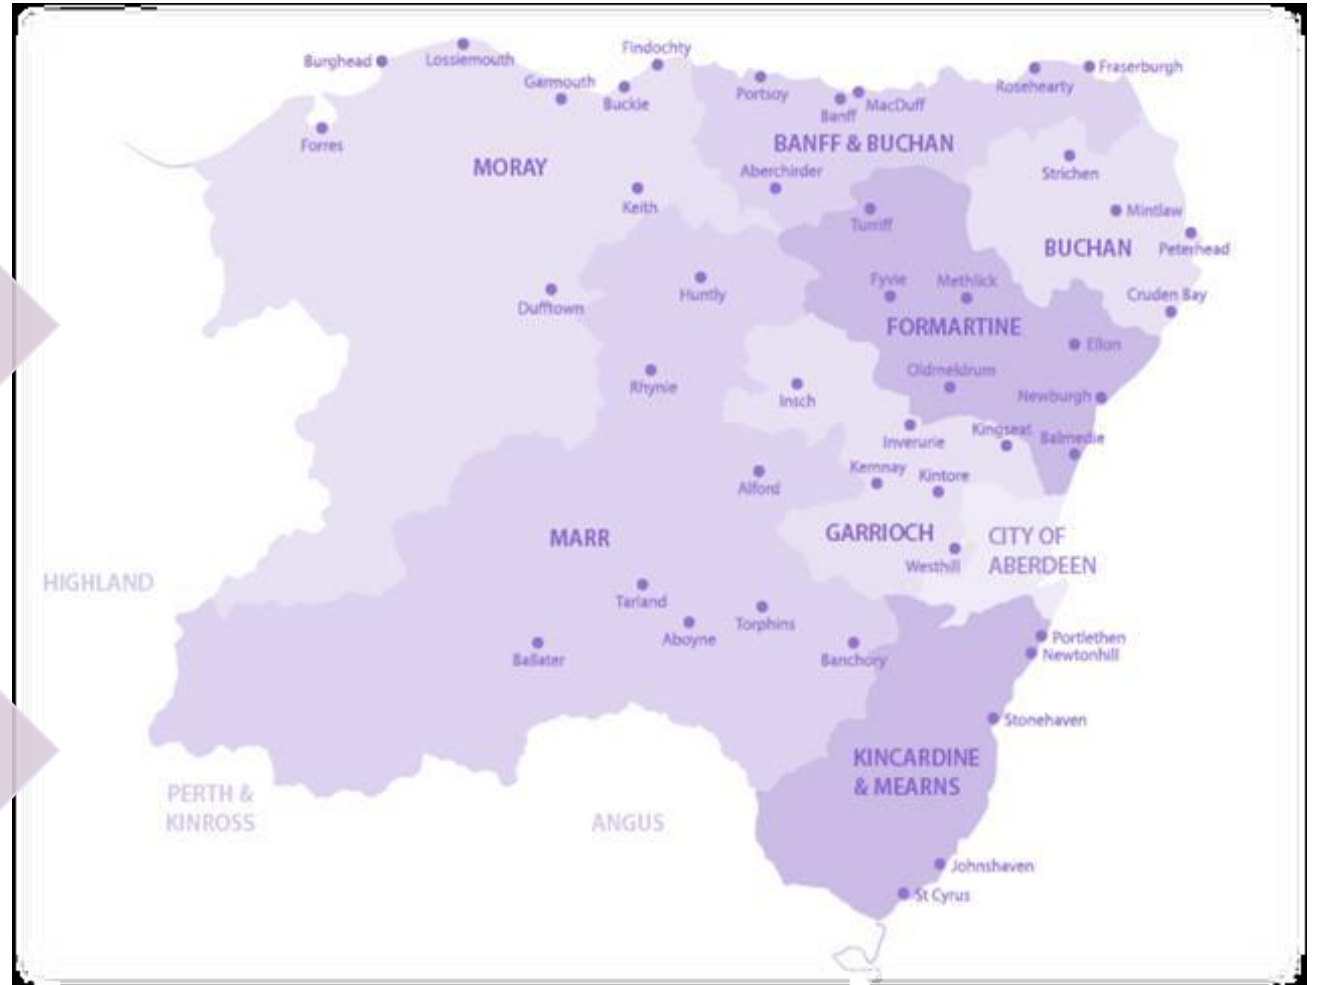 Findochty
Burghead
Lossiemouth
Fraserburgh
Garmouth
Buckie
Portsoy
Rosehearty
Banff
MacDuff
Forres
MORAY
BANFF & BUCHAN
Aberchirder
Strichen
Keith
Mintlaw
Turriff
BUCHAN
Peterhead
Huntly
Fyvie
Methlick
Cruden Bay
Dufftown
FORMARTINE
Ellon
Oldmeldrum
Rhynie
Insch
Newburgh
Inverurie
Kingseat
Balmedie
Kemnay
Kintore
Alford
MARR
GARRIOCH
CITY OF
ABERDEEN
Westhill
HIGHLAND
Tarland
Torphins
Aboyne
Portlethen
Newtonhill
Ballater
Banchory
Stonehaven
KINCARDINE
& MEARNS
PERTH &
KINROSS
ANGUS
Johnshaven
St Cyrus